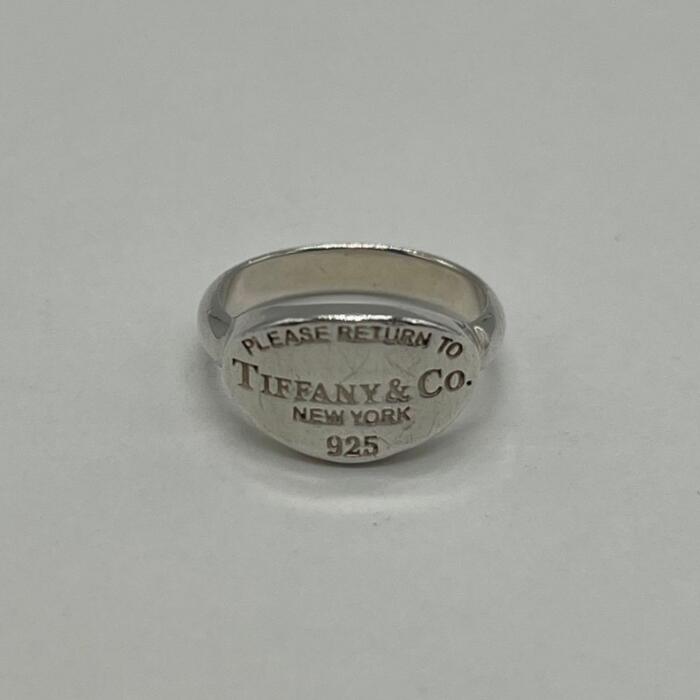 PLEASE RETURN TO
TIFFANY & CO.
NEW YORK
925